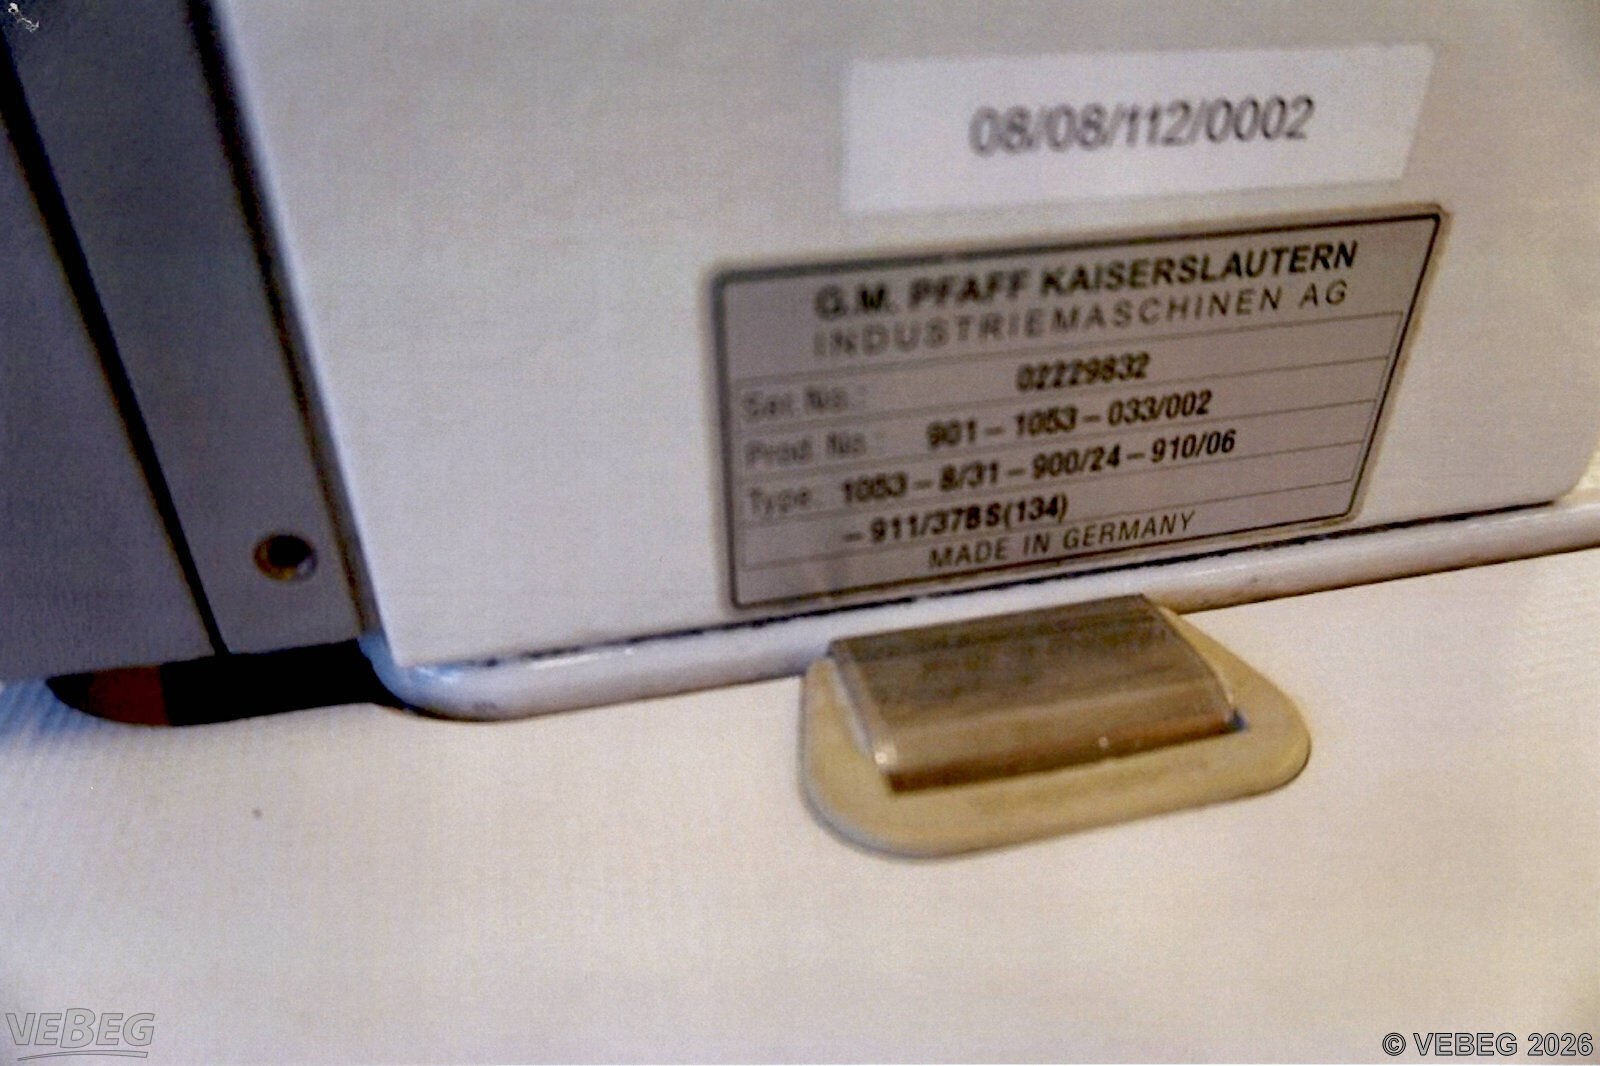 08/08/112/0002
G.M. PFAFF KAISERSLAUTERN
INDUSTRIEMASCHINEN AG
Ser. No.: 02229832
Prod. No.: 901-1053-033/002
Type: 1053-8/31-900/24-910/06
-911/37BS(134)
MADE IN GERMANY
VEBEG
© VEBEG 2026